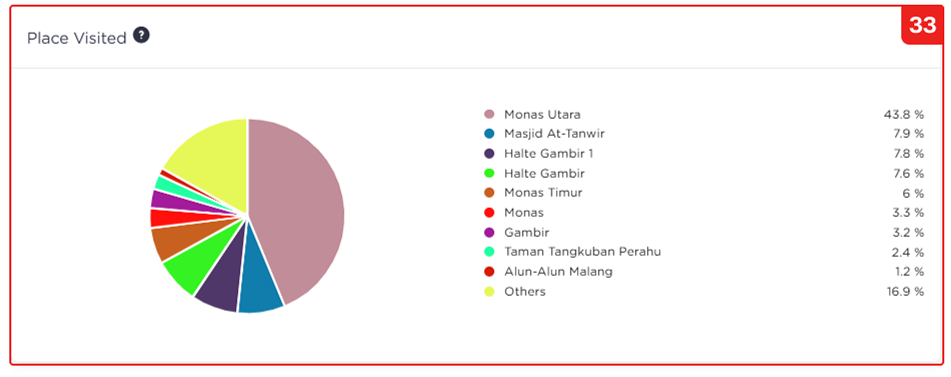 33
Place Visited ?
Monas Utara 43.8 %
Masjid At-Tanwir 7.9 %
Halte Gambir 1 7.8 %
Halte Gambir 7.6 %
Monas Timur 6 %
Monas 3.3 %
Gambir 3.2 %
Taman Tangkuban Perahu 2.4 %
Alun-Alun Malang 1.2 %
Others 16.9 %